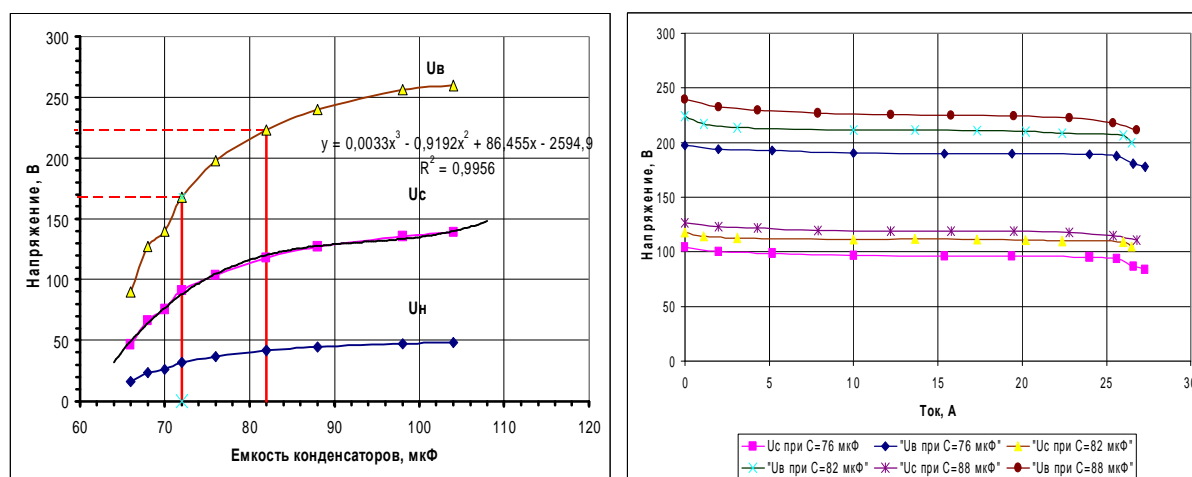 Напряжение, В
300
250
200
150
100
50
0
Uв
y = 0,0033x³ - 0,9192x² + 86,455x - 2594,9
R² = 0,9956
Uс
Uн
60 70 80 90 100 110 120
Емкость конденсаторов, мкФ
Напряжение, В
300
250
200
150
100
50
0
0 5 10 15 20 25 30
Ток, А
Uс при С=76 мкФ "Uв при С=76 мкФ" "Uс при С=82 мкФ"
"Uв при С=82 мкФ" "Uс при С=88 мкФ" "Uв при С=88 мкФ"